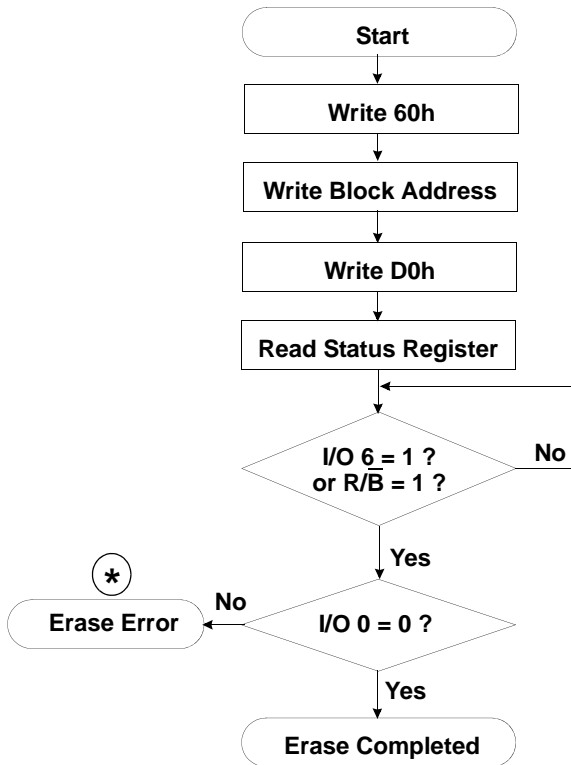 Start
Write 60h
Write Block Address
Write D0h
Read Status Register
I/O 6 = 1 ?
or R/B̅ = 1 ?
No
Yes
*
No
Erase Error
I/O 0 = 0 ?
Yes
Erase Completed